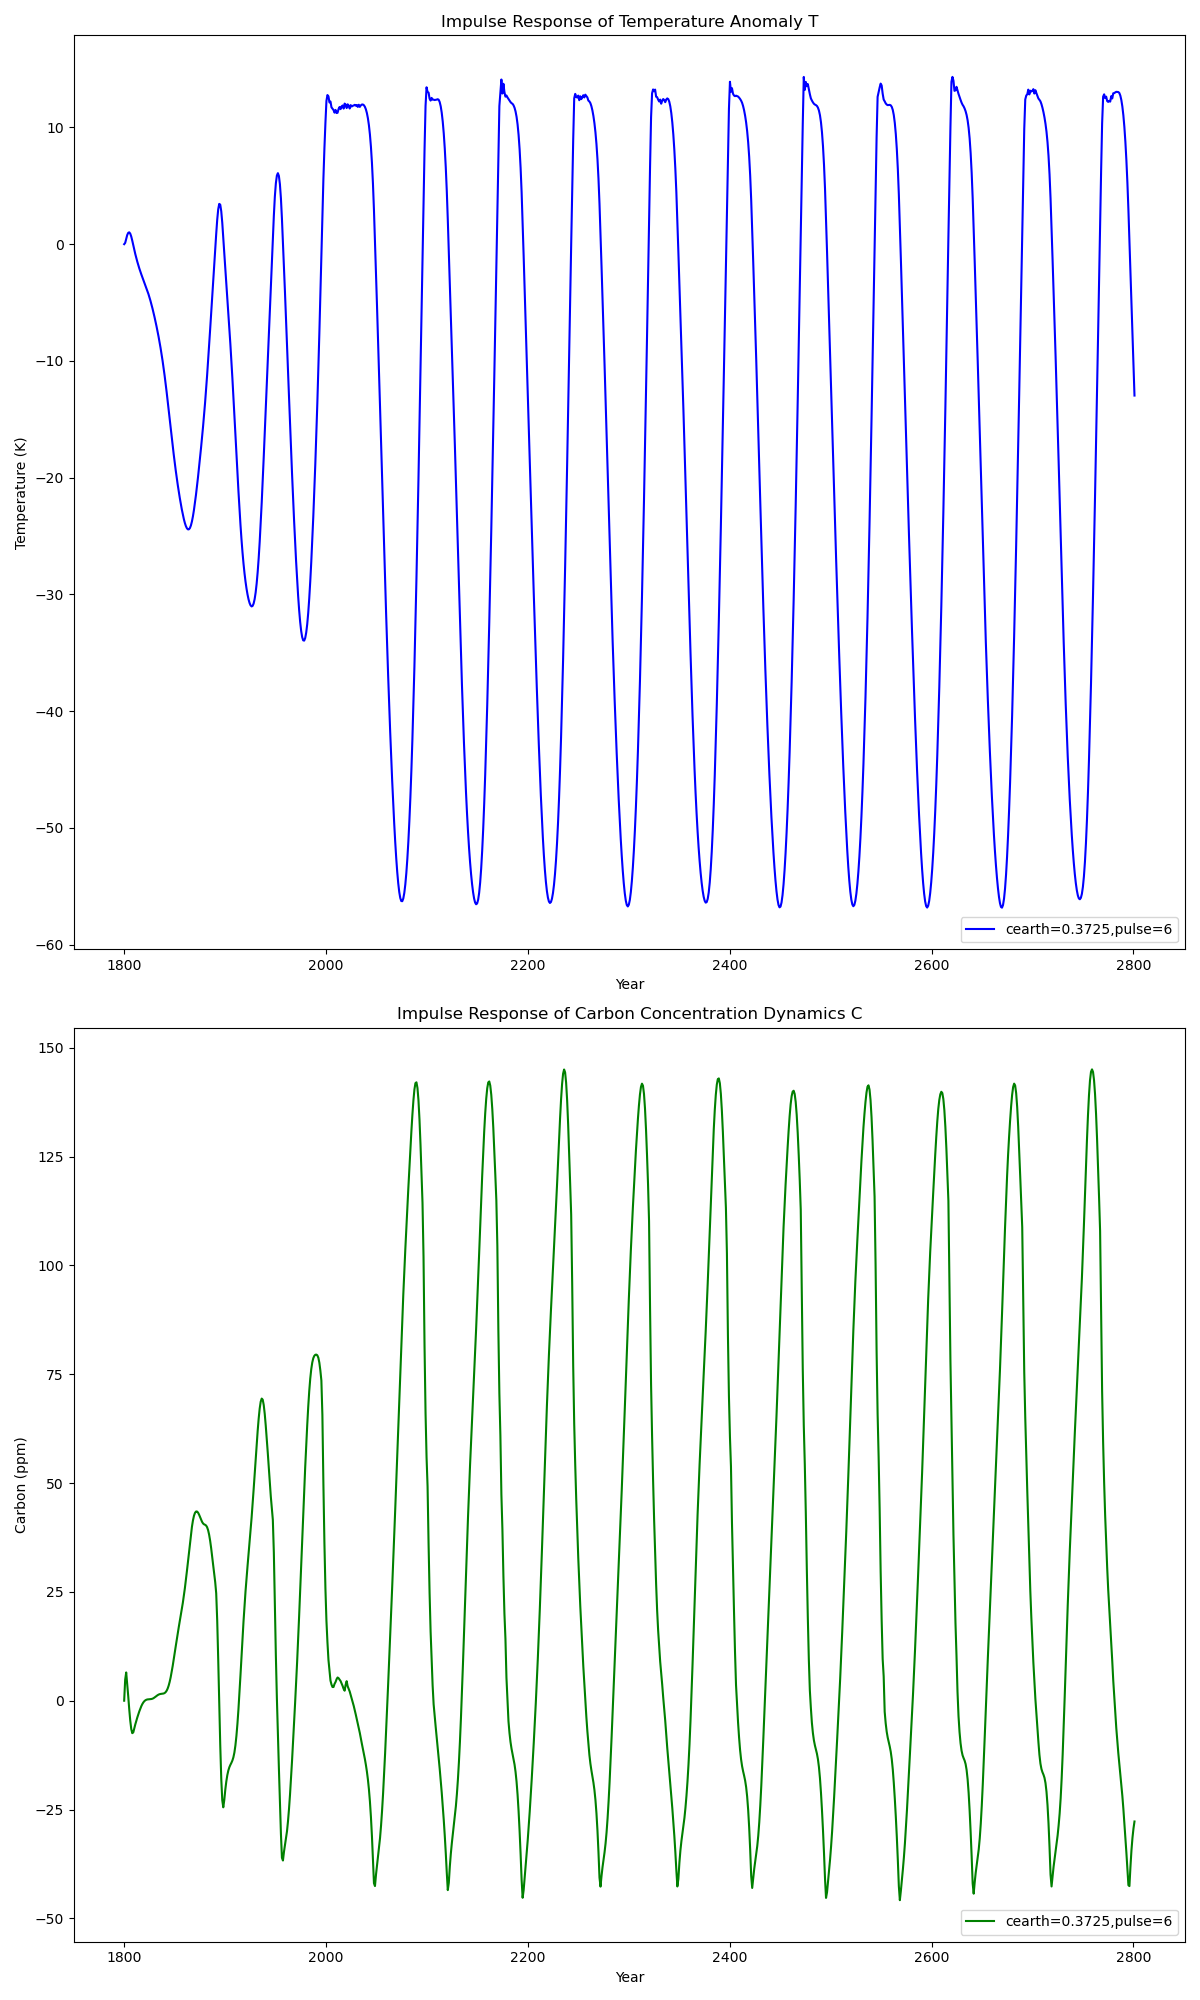 Impulse Response of Temperature Anomaly T
10
0
−10
−20
−30
−40
−50
−60
Temperature (K)
1800 2000 2200 2400 2600 2800
Year
cearth=0.3725,pulse=6
Impulse Response of Carbon Concentration Dynamics C
150
125
100
75
50
25
0
−25
−50
Carbon (ppm)
1800 2000 2200 2400 2600 2800
Year
cearth=0.3725,pulse=6